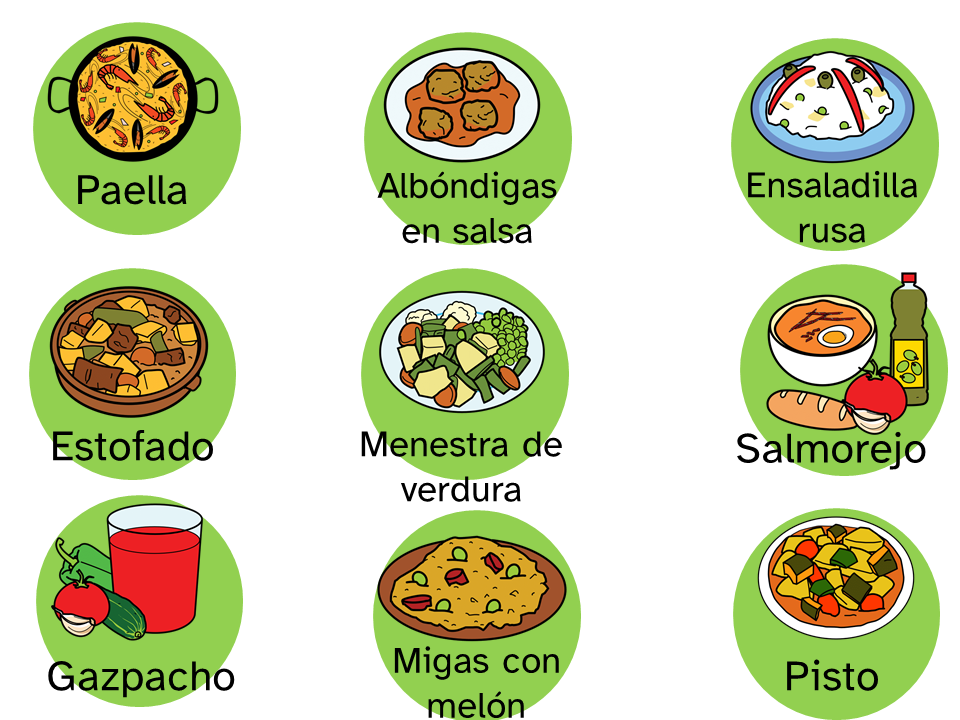 Paella
Albóndigas
en salsa
Ensaladilla
rusa
Estofado
Menestra de
verdura
Salmorejo
Gazpacho
Migas con
melón
Pisto